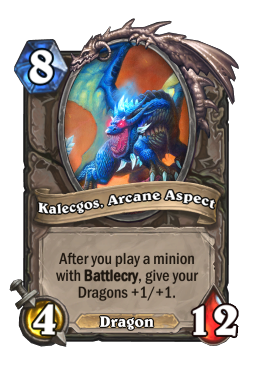 8
Kalecgos, Arcane Aspect
After you play a minion
with Battlecry, give your
Dragons +1/+1.
4
Dragon
12